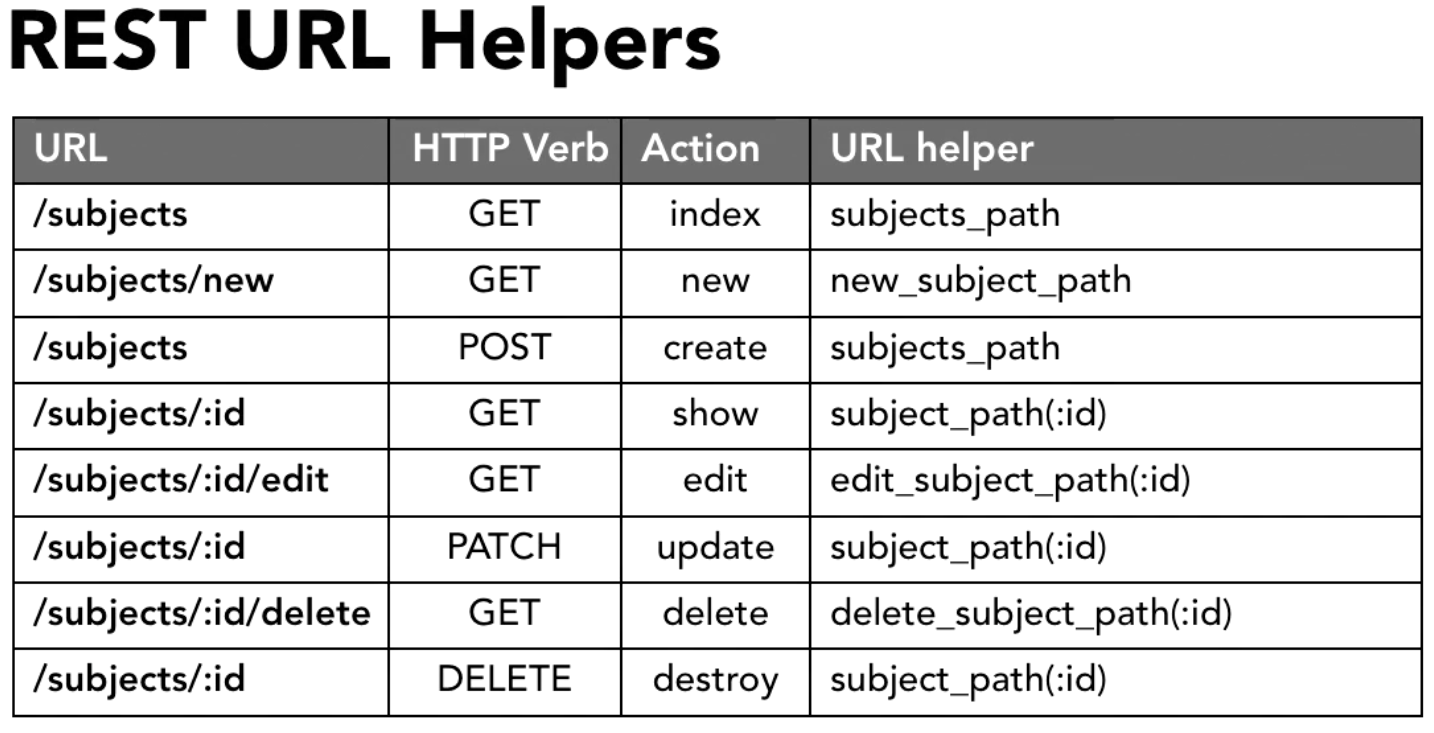 REST URL Helpers
URL HTTP Verb Action URL helper
/subjects GET index subjects_path
/subjects/new GET new new_subject_path
/subjects POST create subjects_path
/subjects/:id GET show subject_path(:id)
/subjects/:id/edit GET edit edit_subject_path(:id)
/subjects/:id PATCH update subject_path(:id)
/subjects/:id/delete GET delete delete_subject_path(:id)
/subjects/:id DELETE destroy subject_path(:id)